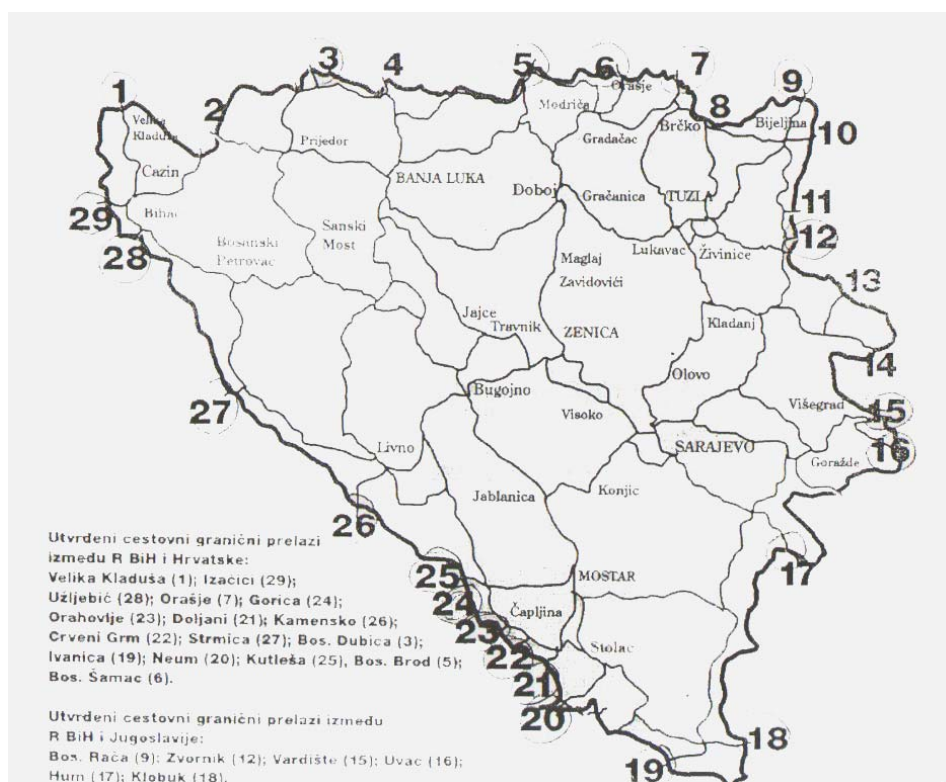 1
2
3
4
5
6
7
8
9
10
11
12
13
14
15
16
17
18
19
20
21
22
23
24
25
26
27
28
29
Velika
Kladuša
Cazin
Bihać
Bosanski
Petrovac
Prijedor
Sanski
Most
BANJA LUKA
Doboj
Modriča
Orašje
Gradačac
Gračanica
Brčko
TUZLA
Bijeljina
Lukavac
Živinice
Maglaj
Zavidovići
Jajce
Travnik
ZENICA
Kladanj
Olovo
Bugojno
Visoko
Višegrad
SARAJEVO
Goražde
Livno
Jablanica
Konjic
MOSTAR
Čapljina
Stolac
Utvrđeni cestovni granični prelazi
između R BiH i Hrvatske:
Velika Kladuša (1); Izačići (29);
Užljebić (28); Orašje (7); Gorica (24);
Orahovlje (23); Doljani (21); Kamensko (26);
Crveni Grm (22); Strmica (27); Bos. Dubica (3);
Ivanica (19); Neum (20); Kutleša (25), Bos. Brod (5);
Bos. Šamac (6).
Utvrđeni cestovni granični prelazi između
R BiH i Jugoslavije:
Bos. Rača (9); Zvornik (12); Vardište (15); Uvac (16);
Hum (17); Klobuk (18).